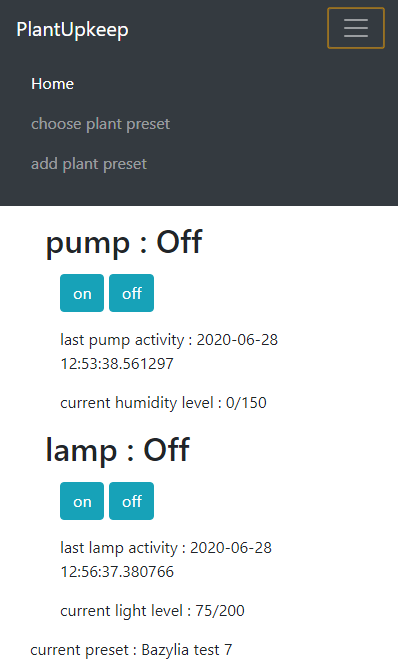 PlantUpkeep
Home
choose plant preset
add plant preset
pump : Off
on off
last pump activity : 2020-06-28
12:53:38.561297
current humidity level : 0/150
lamp : Off
on off
last lamp activity : 2020-06-28
12:56:37.380766
current light level : 75/200
current preset : Bazylia test 7